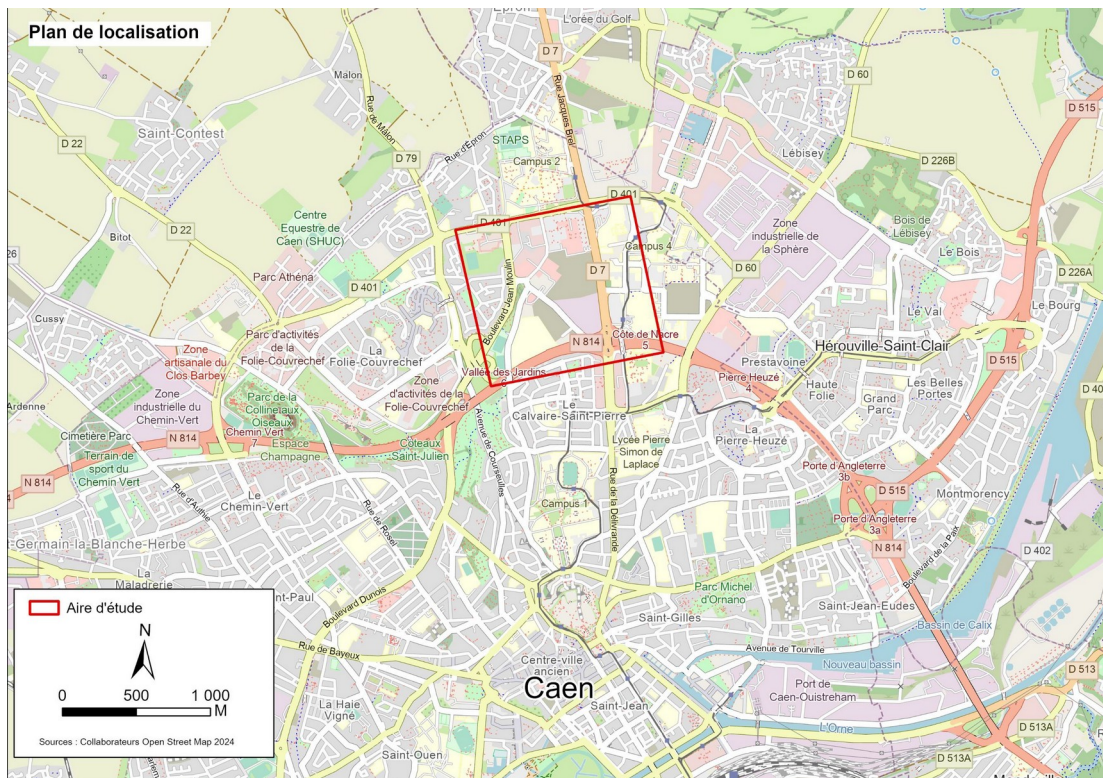 Plan de localisation
Epron
L'orée du Golf
D 7
Rue Jacques Brel
D 60
D 515
Malon
Rue de Malon
Saint-Contest
D 22
D 79
Rue d'Épron
STAPS
Campus 2
Lébisey
D 226B
Centre
Equestre de
Caen (SHUC)
D 401
D 401
Bois de
Lébisey
Bitot
D 22
Zone
industrielle de
la Sphère
Campus 4
Le Bois
Parc Athéna
D 401
Boulevard Jean Moulin
D 7
D 60
D 226A
Cussy
Le Bourg
Parc d'activités
de la
Folie-Couvrechef
La
Folie-Couvrechef
N 814
Côte de Nacre
5
Le Val
Hérouville-Saint-Clair
D 515
Zone
artisanale du
Clos Barbey
Prestavoine
Vallée des Jardins
Zone
d'activités de la
Folie-Couvrechef
Pierre Heuzé
4
Haute
Folie
Les Belles
Portes
Grand
Parc
Zone
industrielle du
Chemin-Vert
Parc de la
Colline aux
Oiseaux
Ardenne
Le
Calvaire-Saint-Pierre
La
Pierre-Heuzé
Cimetière Parc
N 814
Chemin Vert
7
Espace
Champagne
Côteaux
Saint-Julien
Avenue de Courseulles
Lycée Pierre
Simon de
Laplace
Terrain de
sport du
Chemin Vert
N 814
Porte d'Angleterre
3b
D 515
Montmorency
Rue d'Authie
Le
Chemin-Vert
Rue de Rosel
Campus 1
Rue de la Délivrande
Porte d'Angleterre
3a
N 814
D 402
Boulevard de la Paix
t-Germain-la-Blanche-Herbe
La
Maladrerie
Saint-Paul
Boulevard Dunois
Parc Michel
d'Ornano
Saint-Jean-Eudes
Saint-Gilles
Bassin de Calix
Rue de Bayeux
Avenue de Tourville
Nouveau bassin
D 513
Centre-ville
ancien
Caen
Port de
Caen-Ouistreham
La Haie
Vigné
Saint-Jean
L'Orne
D 513A
Saint-Ouen
D 513A
Aire d'étude
N
0 500 1 000
M
Sources : Collaborateurs Open Street Map 2024